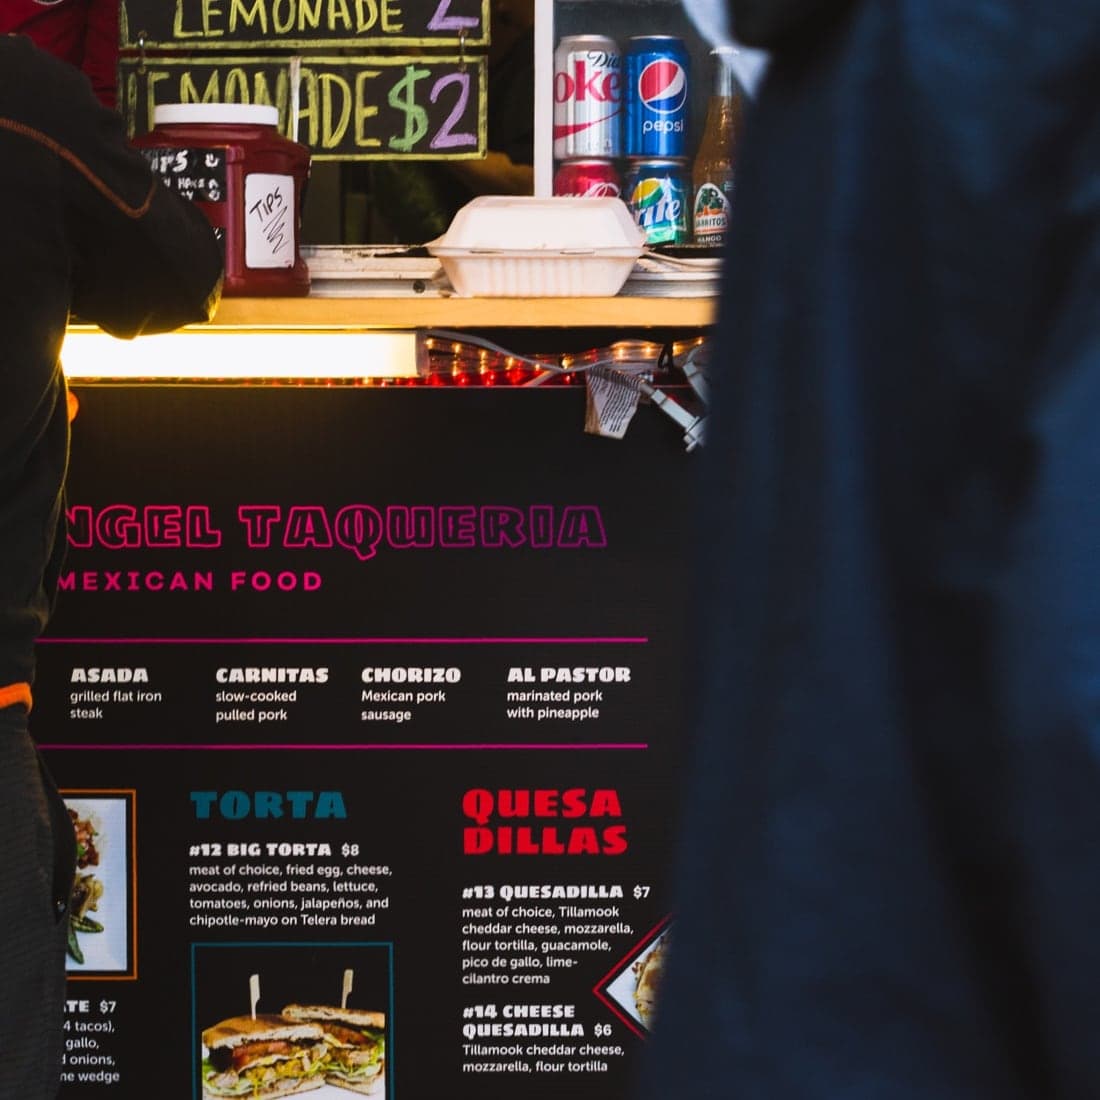 LEMONADE 2
LEMONADE $2
TIPS
TIPS
Diet
oke
pepsi
rite
JARRITOS
MANGO
NGEL TAQUERIA
MEXICAN FOOD
ASADA
grilled flat iron
steak
CARNITAS
slow-cooked
pulled pork
CHORIZO
Mexican pork
sausage
AL PASTOR
marinated pork
with pineapple
TE $7
4 tacos),
gallo,
d onions,
me wedge
TORTA
#12 BIG TORTA $8
meat of choice, fried egg, cheese,
avocado, refried beans, lettuce,
tomatoes, onions, jalapeños, and
chipotle-mayo on Telera bread
QUESA
DILLAS
#13 QUESADILLA $7
meat of choice, Tillamook
cheddar cheese, mozzarella,
flour tortilla, guacamole,
pico de gallo, lime-
cilantro crema
#14 CHEESE
QUESADILLA $6
Tillamook cheddar cheese,
mozzarella, flour tortilla